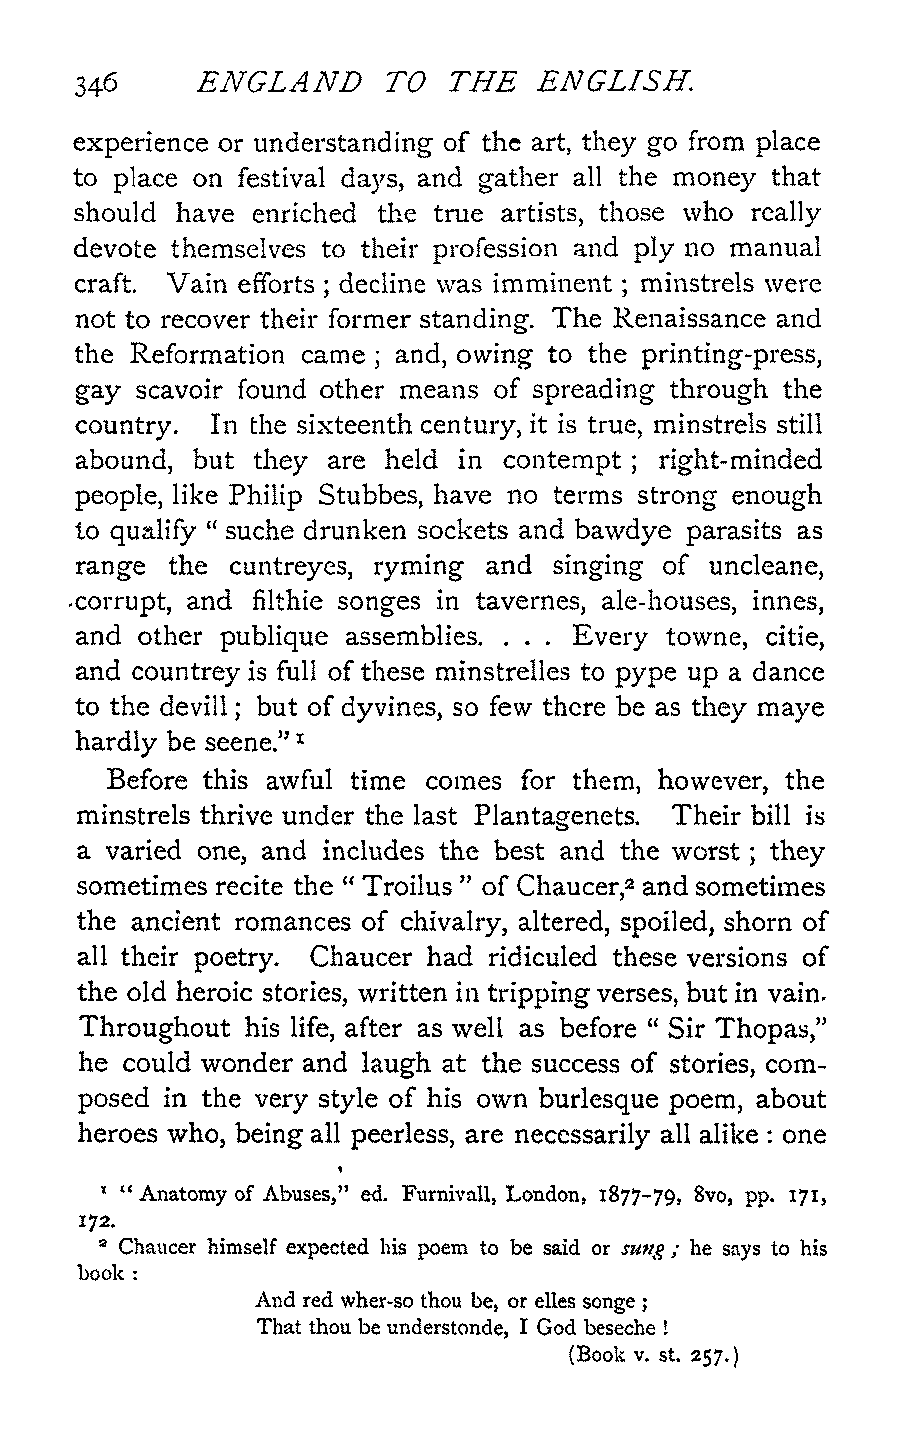 346 ENGLAND TO THE ENGLISH.
experience or understanding of the art, they go from place
to place on festival days, and gather all the money that
should have enriched the true artists, those who really
devote themselves to their profession and ply no manual
craft. Vain efforts ; decline was imminent ; minstrels were
not to recover their former standing. The Renaissance and
the Reformation came ; and, owing to the printing-press,
gay scavoir found other means of spreading through the
country. In the sixteenth century, it is true, minstrels still
abound, but they are held in contempt ; right-minded
people, like Philip Stubbes, have no terms strong enough
to qualify “ suche drunken sockets and bawdye parasits as
range the cuntreyes, ryming and singing of uncleane,
corrupt, and filthie songes in tavernes, ale-houses, innes,
and other publique assemblies. . . . Every towne, citie,
and countrey is full of these minstrelles to pype up a dance
to the devill ; but of dyvines, so few there be as they maye
hardly be seene.” ¹
Before this awful time comes for them, however, the
minstrels thrive under the last Plantagenets. Their bill is
a varied one, and includes the best and the worst ; they
sometimes recite the “ Troilus ” of Chaucer,² and sometimes
the ancient romances of chivalry, altered, spoiled, shorn of
all their poetry. Chaucer had ridiculed these versions of
the old heroic stories, written in tripping verses, but in vain.
Throughout his life, after as well as before “ Sir Thopas,”
he could wonder and laugh at the success of stories, com-
posed in the very style of his own burlesque poem, about
heroes who, being all peerless, are necessarily all alike : one
¹ “ Anatomy of Abuses,” ed. Furnivall, London, 1877-79, 8vo, pp. 171,
172.
² Chaucer himself expected his poem to be said or sung ; he says to his
book :
And red wher-so thou be, or elles songe ;
That thou be understonde, I God beseche !
(Book v. st. 257.)